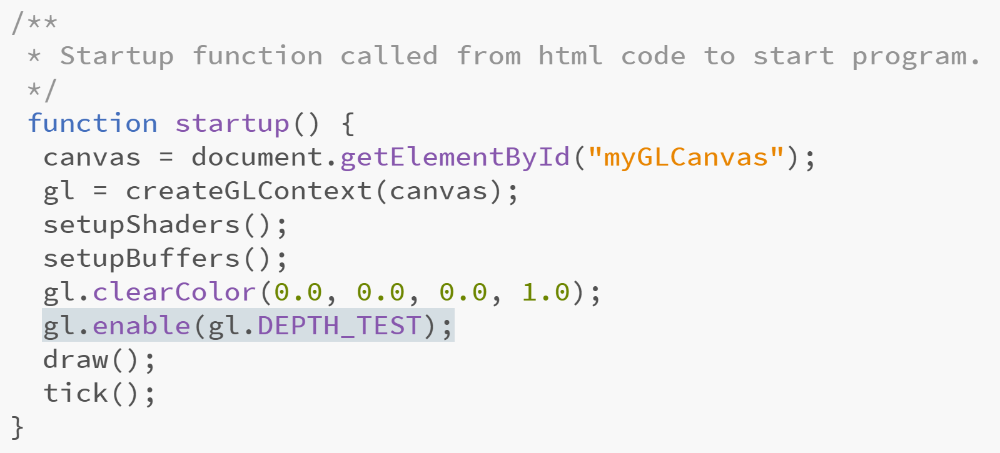 /**
 * Startup function called from html code to start program.
 */
 function startup() {
  canvas = document.getElementById("myGLCanvas");
  gl = createGLContext(canvas);
  setupShaders();
  setupBuffers();
  gl.clearColor(0.0, 0.0, 0.0, 1.0);
  gl.enable(gl.DEPTH_TEST);
  draw();
  tick();
}